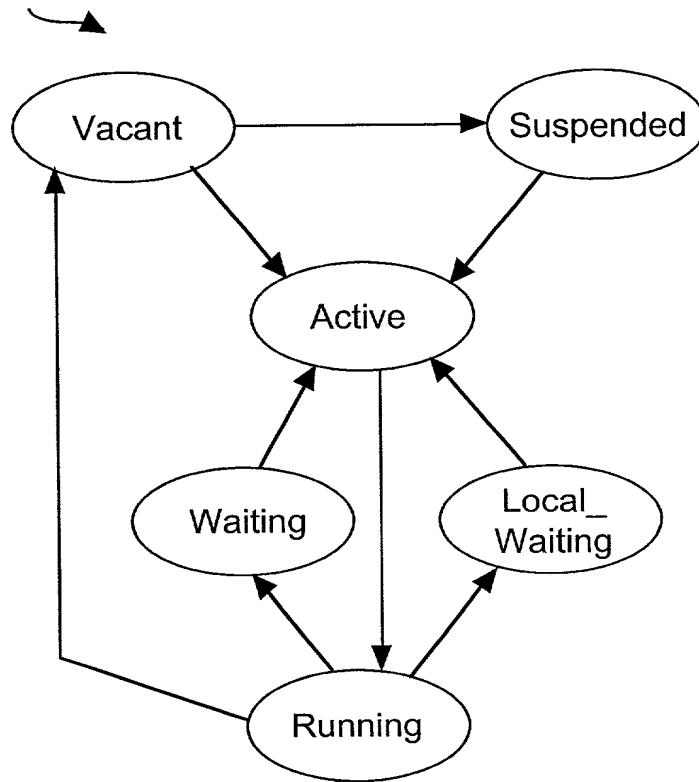 Vacant
Suspended
Active
Waiting
Local_
Waiting
Running